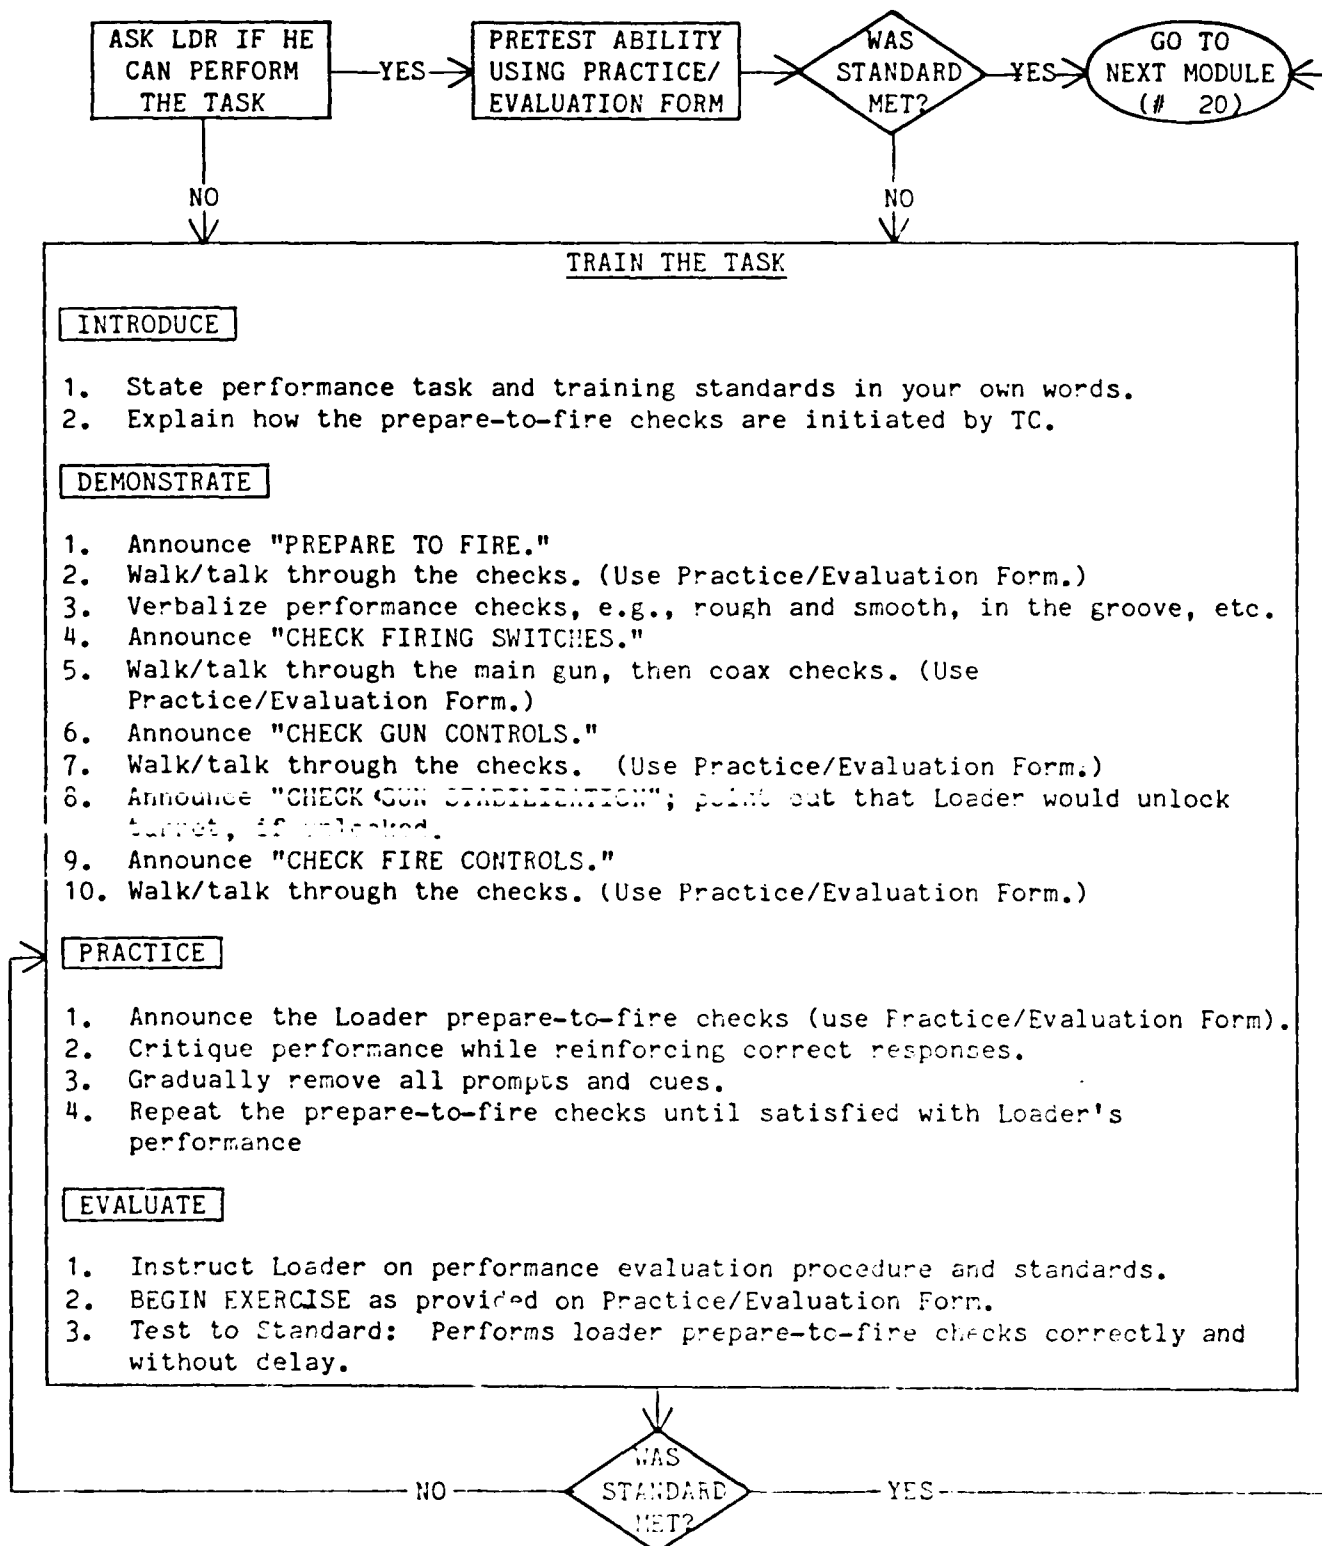 ASK LDR IF HE
CAN PERFORM
THE TASK
YES
PRETEST ABILITY
USING PRACTICE/
EVALUATION FORM
WAS
STANDARD
MET?
YES
GO TO
NEXT MODULE
(# 20)
NO
NO
TRAIN THE TASK
INTRODUCE
1. State performance task and training standards in your own words.
2. Explain how the prepare-to-fire checks are initiated by TC.
DEMONSTRATE
1. Announce "PREPARE TO FIRE."
2. Walk/talk through the checks. (Use Practice/Evaluation Form.)
3. Verbalize performance checks, e.g., rough and smooth, in the groove, etc.
4. Announce "CHECK FIRING SWITCHES."
5. Walk/talk through the main gun, then coax checks. (Use
Practice/Evaluation Form.)
6. Announce "CHECK GUN CONTROLS."
7. Walk/talk through the checks. (Use Practice/Evaluation Form.)
8. Announce "CHECK GUN STABILIZATION"; point out that Loader would unlock
turret, if
9. Announce "CHECK FIRE CONTROLS."
10. Walk/talk through the checks. (Use Practice/Evaluation Form.)
PRACTICE
1. Announce the Loader prepare-to-fire checks (use Practice/Evaluation Form).
2. Critique performance while reinforcing correct responses.
3. Gradually remove all prompts and cues.
4. Repeat the prepare-to-fire checks until satisfied with Loader's
performance
EVALUATE
1. Instruct Loader on performance evaluation procedure and standards.
2. BEGIN EXERCISE as provided on Practice/Evaluation Form.
3. Test to Standard: Performs loader prepare-to-fire checks correctly and
without delay.
WAS
STANDARD
MET?
NO
YES